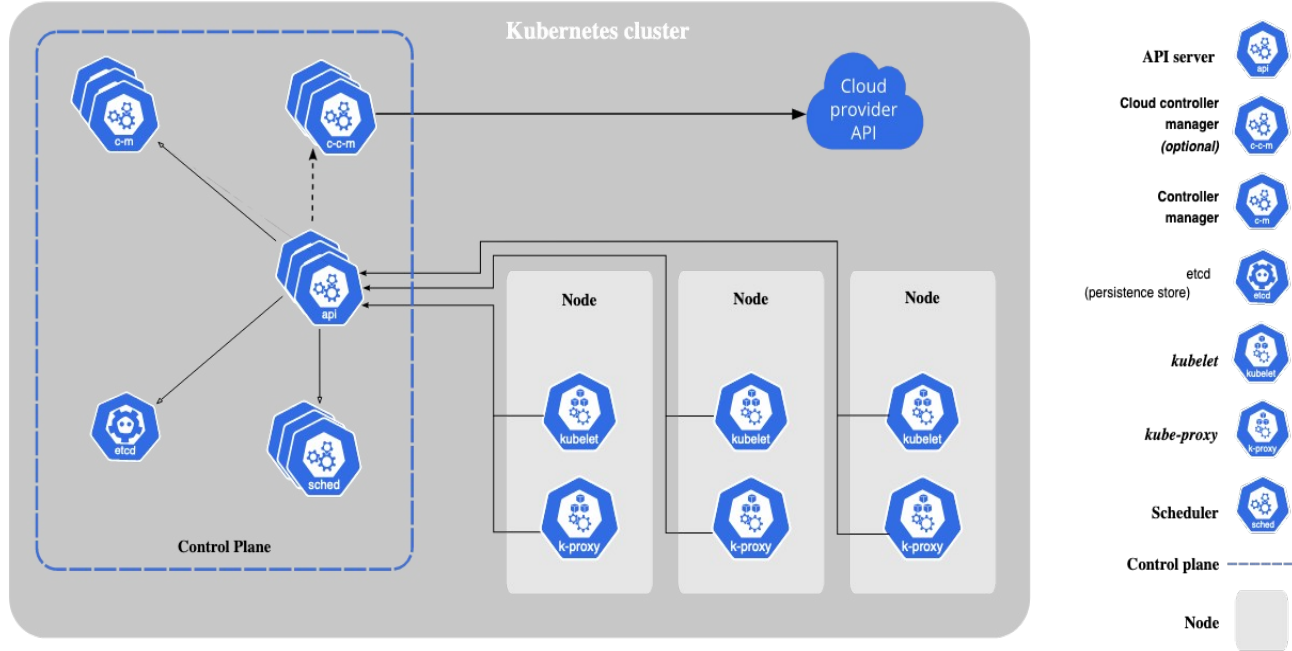 Kubernetes cluster
c-m
c-c-m
Cloud
provider
API
api
etcd
sched
Control Plane
Node
kubelet
k-proxy
Node
kubelet
k-proxy
Node
kubelet
k-proxy
API server
api
Cloud controller
manager
(optional)
c-c-m
Controller
manager
c-m
etcd
(persistence store)
etcd
kubelet
kubelet
kube-proxy
k-proxy
Scheduler
sched
Control plane
Node